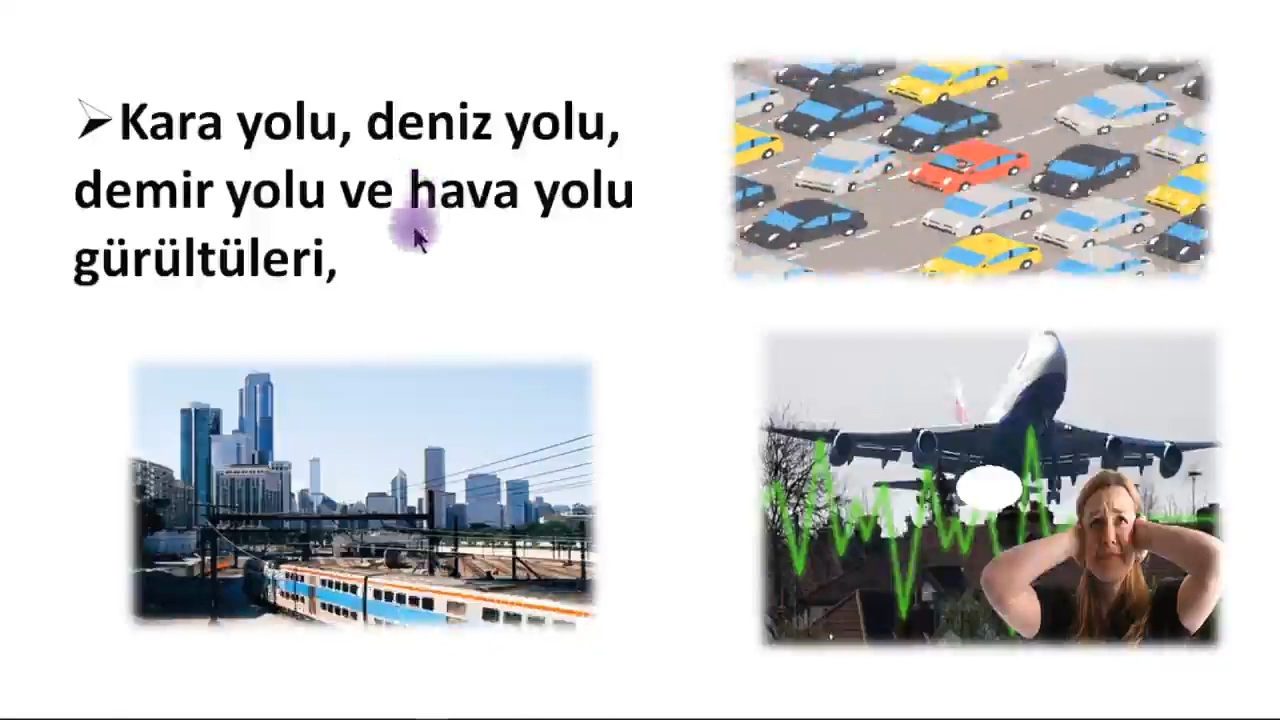 ➢Kara yolu, deniz yolu,
demir yolu ve hava yolu
gürültüleri,